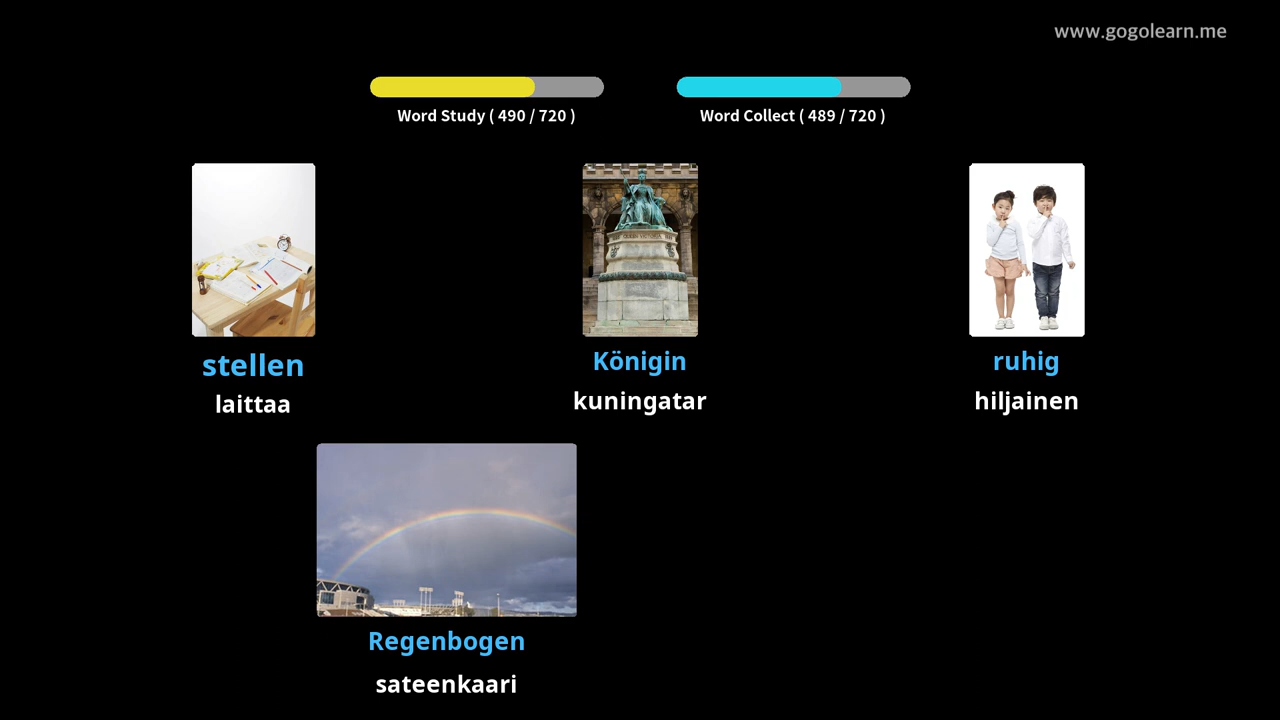 www.gogolearn.me
Word Study ( 490 / 720 )
Word Collect ( 489 / 720 )
stellen
laittaa
Königin
kuningatar
ruhig
hiljainen
Regenbogen
sateenkaari